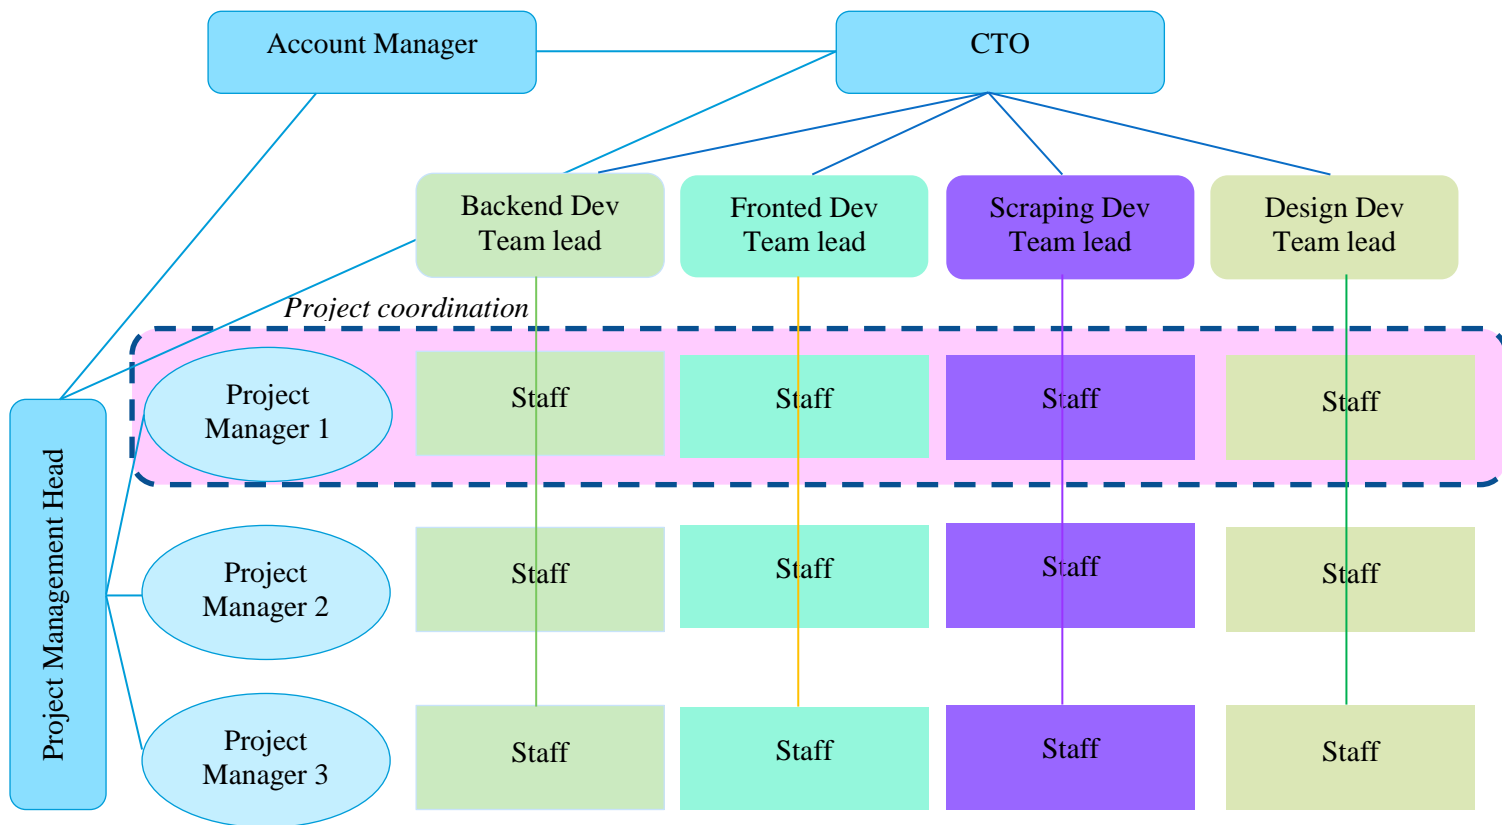 Account Manager
CTO
Backend Dev
Team lead
Fronted Dev
Team lead
Scraping Dev
Team lead
Design Dev
Team lead
Project coordination
Project Management Head
Project
Manager 1
Staff
Staff
Staff
Staff
Project
Manager 2
Staff
Staff
Staff
Staff
Project
Manager 3
Staff
Staff
Staff
Staff